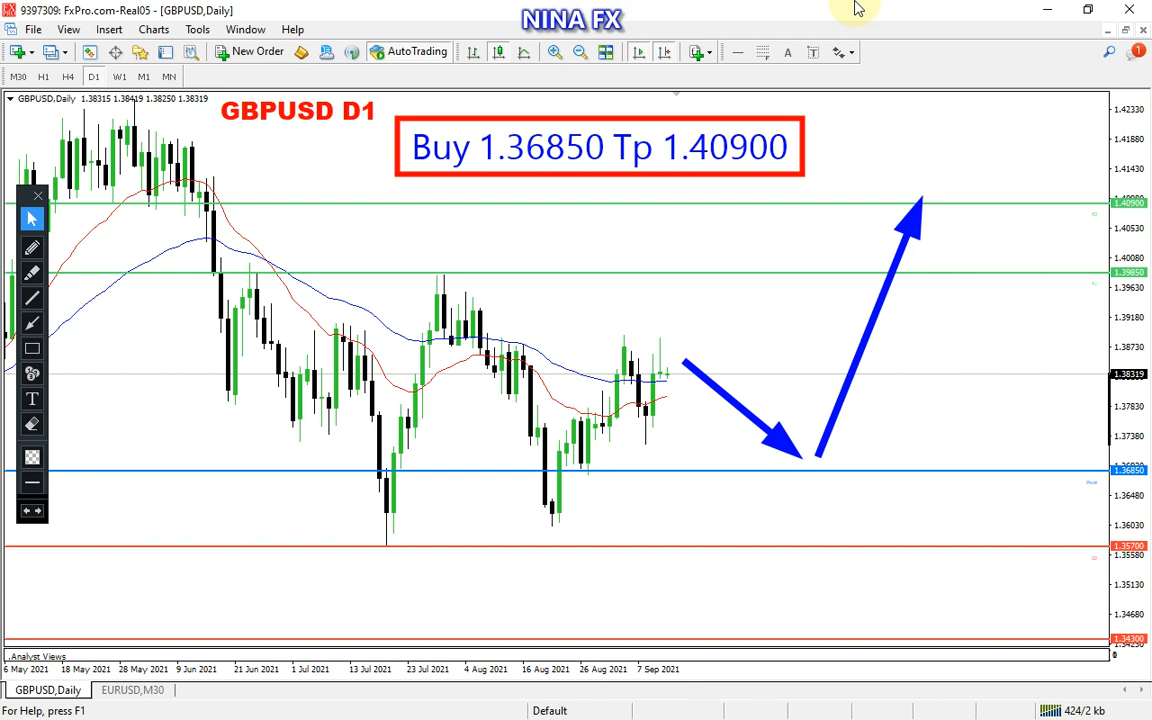 9397309: FxPro.com-Real05 - [GBPUSD,Daily]
NINA FX
File View Insert Charts Tools Window Help
New Order AutoTrading
1
M30 H1 H4 D1 W1 M1 MN
GBPUSD,Daily 1.38315 1.38419 1.38250 1.38319
GBPUSD D1
Buy 1.36850 Tp 1.40900
1.42330
1.41880
1.41430
1.40900
1.40530
1.40080
1.39850
1.39630
1.39180
1.38730
1.38319
1.37830
1.37380
1.36850
1.36480
1.36030
1.35700
1.35580
1.35130
1.34680
1.34300
Analyst Views
6 May 2021 18 May 2021 28 May 2021 9 Jun 2021 21 Jun 2021 1 Jul 2021 13 Jul 2021 23 Jul 2021 4 Aug 2021 16 Aug 2021 26 Aug 2021 7 Sep 2021
GBPUSD,Daily EURUSD,M30
For Help, press F1 Default 424/2 kb